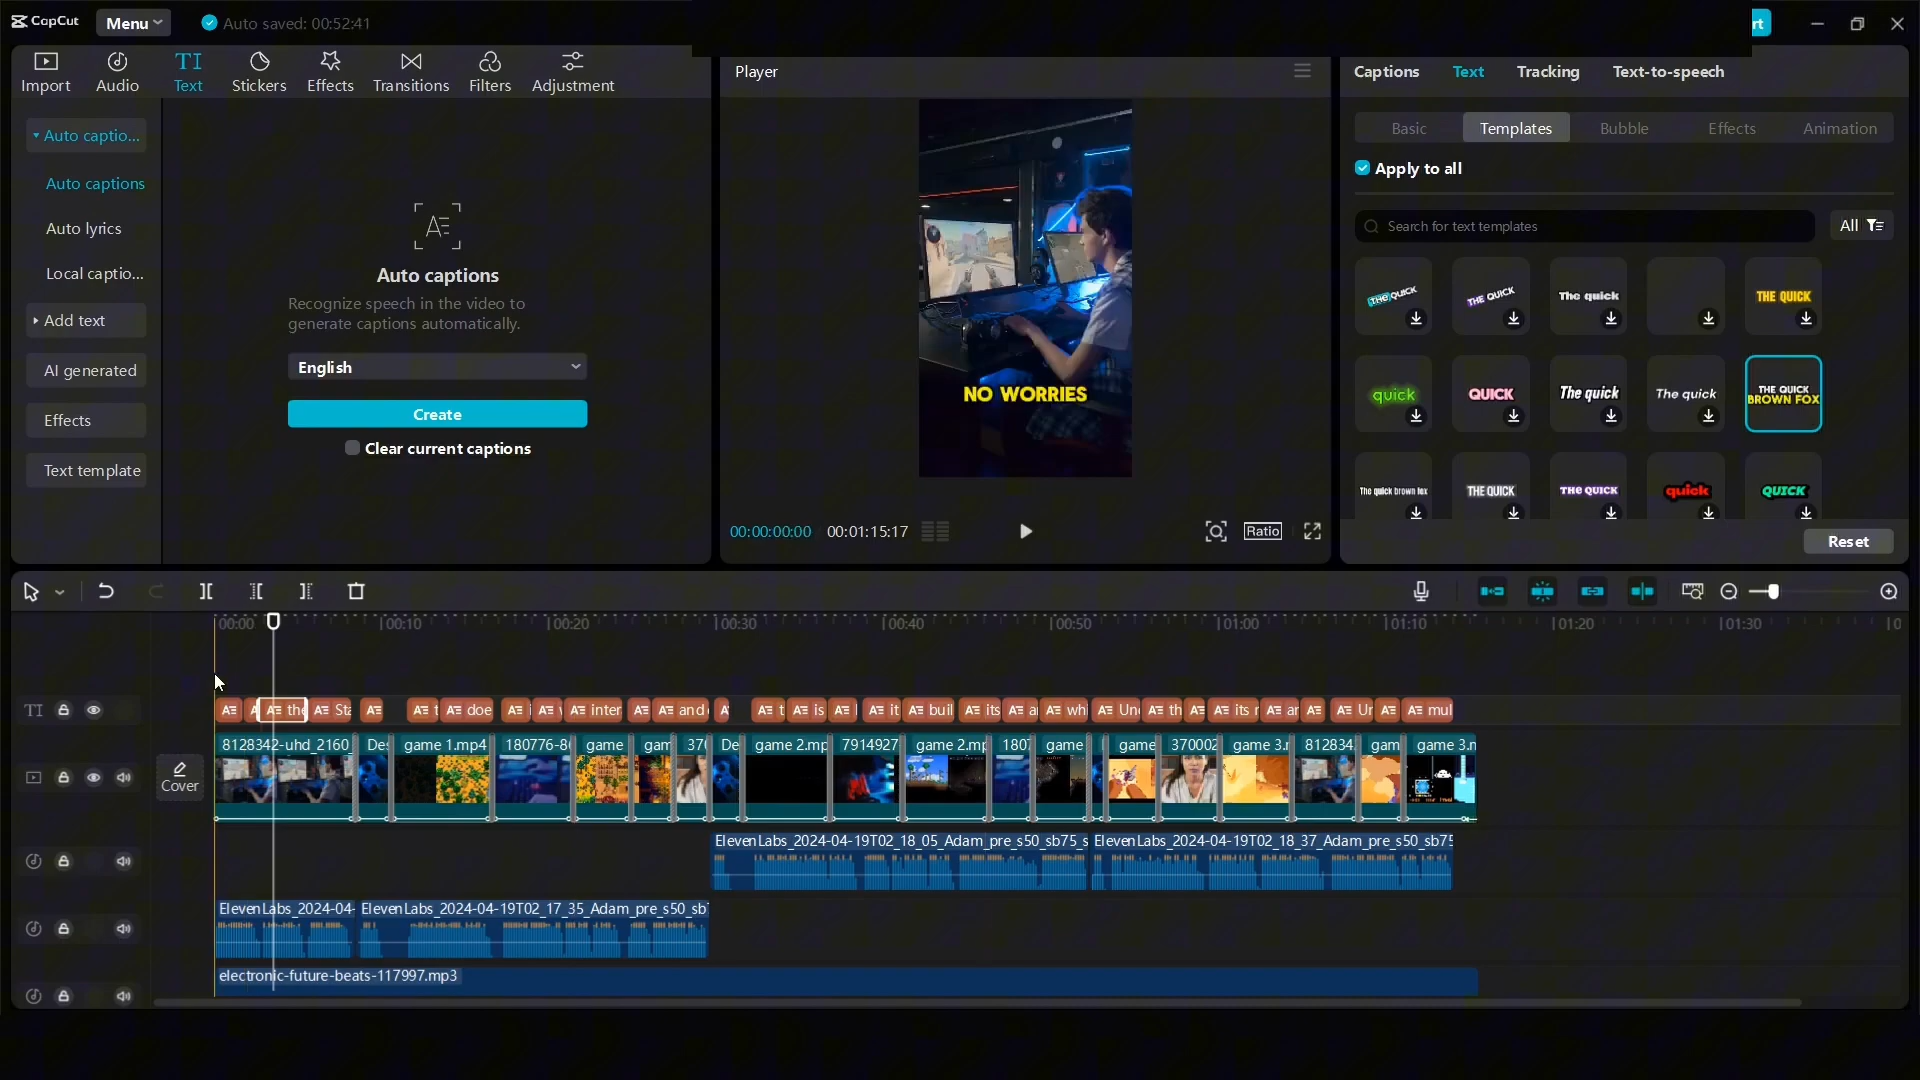 CapCut
Menu
Auto saved: 00:52:41
rt
Import
Audio
TI
Text
Stickers
Effects
Transitions
Filters
Adjustment
Auto captio...
Auto captions
Auto lyrics
Local captio...
Add text
AI generated
Effects
Text template
Auto captions
Recognize speech in the video to
generate captions automatically.
English
Create
Clear current captions
Player
NO WORRIES
00:00:00:00
00:01:15:17
Ratio
Captions
Text
Tracking
Text-to-speech
Basic
Templates
Bubble
Effects
Animation
Apply to all
Search for text templates
All
THE QUICK
THE QUICK
The quick
THE QUICK
quick
QUICK
The quick
The quick
THE QUICK
BROWN FOX
The quick brown fox
THE QUICK
THE QUICK
quick
QUICK
Reset
00:00
00:10
00:20
00:30
00:40
00:50
01:00
01:10
01:20
01:30
TI
the
Sta
t
doe
i
inter
and
t
is
it
buil
its
a
whi
Un
th
its r
ar
Ur
mul
Cover
8128342-uhd_2160_
Des
game 1.mp4
180776-8
game
gam
370
De
game 2.mp
7914927
game 2.mp
1807
game
game
370002
game 3.r
812834
gam
game 3.n
ElevenLabs_2024-04-19T02_18_05_Adam_pre_s50_sb75_s
ElevenLabs_2024-04-19T02_18_37_Adam_pre_s50_sb75
ElevenLabs_2024-04-
ElevenLabs_2024-04-19T02_17_35_Adam_pre_s50_sb
electronic-future-beats-117997.mp3